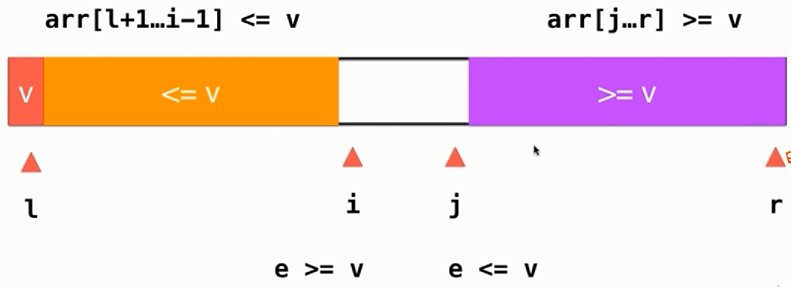 arr[l+1…i-1] <= v arr[j…r] >= v
v <= v >= v
l i j r
e >= v e <= v